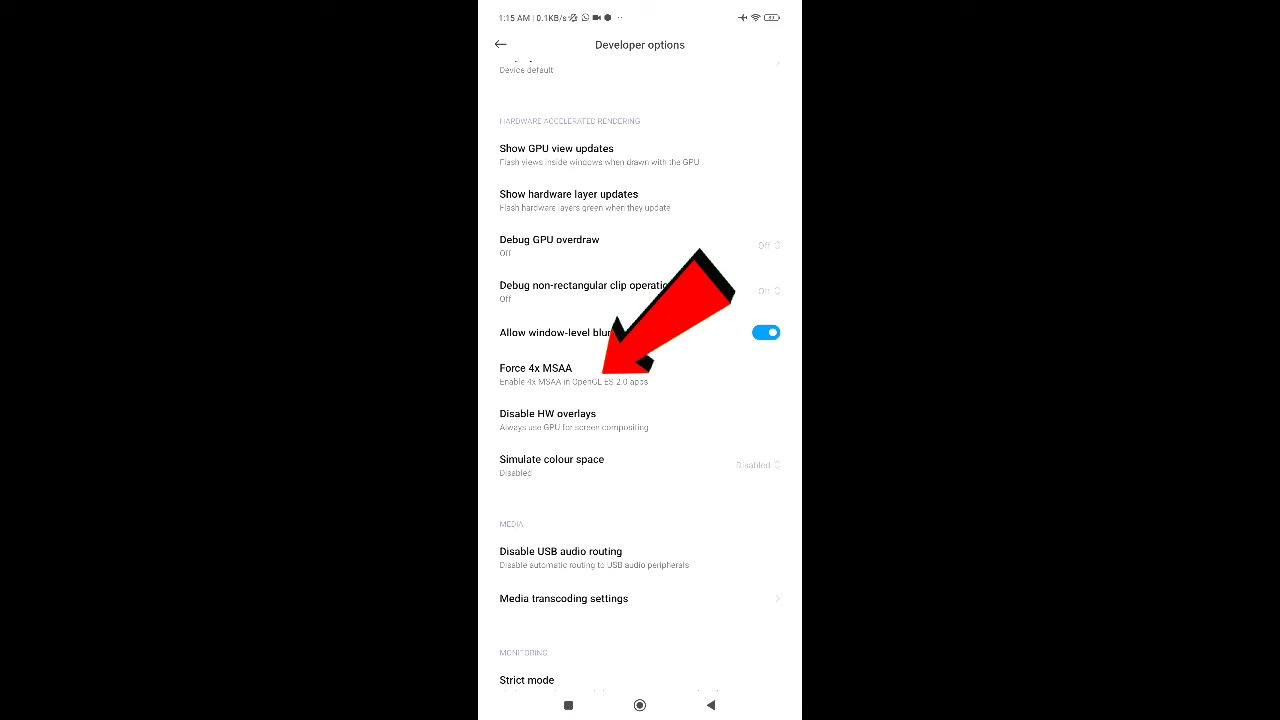 1:15 AM | 0.1KB/s
Developer options
Device default
HARDWARE ACCELERATED RENDERING
Show GPU view updates
Flash views inside windows when drawn with the GPU
Show hardware layer updates
Flash hardware layers green when they update
Debug GPU overdraw
Off
Off
Debug non-rectangular clip operatio
Off
Off
Allow window-level blur
Force 4x MSAA
Enable 4x MSAA in OpenGL ES 2.0 apps
Disable HW overlays
Always use GPU for screen compositing
Simulate colour space
Disabled
Disabled
MEDIA
Disable USB audio routing
Disable automatic routing to USB audio peripherals
Media transcoding settings
MONITORING
Strict mode